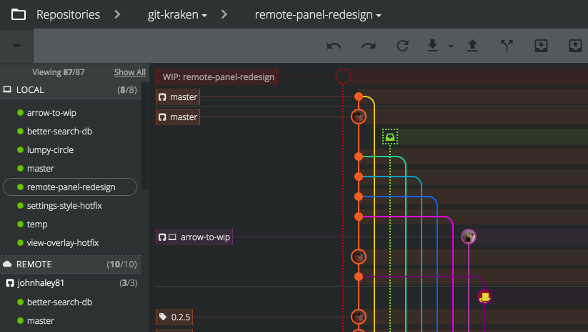 Repositories git-kraken remote-panel-redesign
Viewing 87/87 Show All
LOCAL (8/8)
arrow-to-wip
better-search-db
lumpy-circle
master
remote-panel-redesign
settings-style-hotfix
temp
view-overlay-hotfix
REMOTE (10/10)
johnhaley81 (3/3)
better-search-db
master
WIP: remote-panel-redesign
master
master
arrow-to-wip
0.2.5